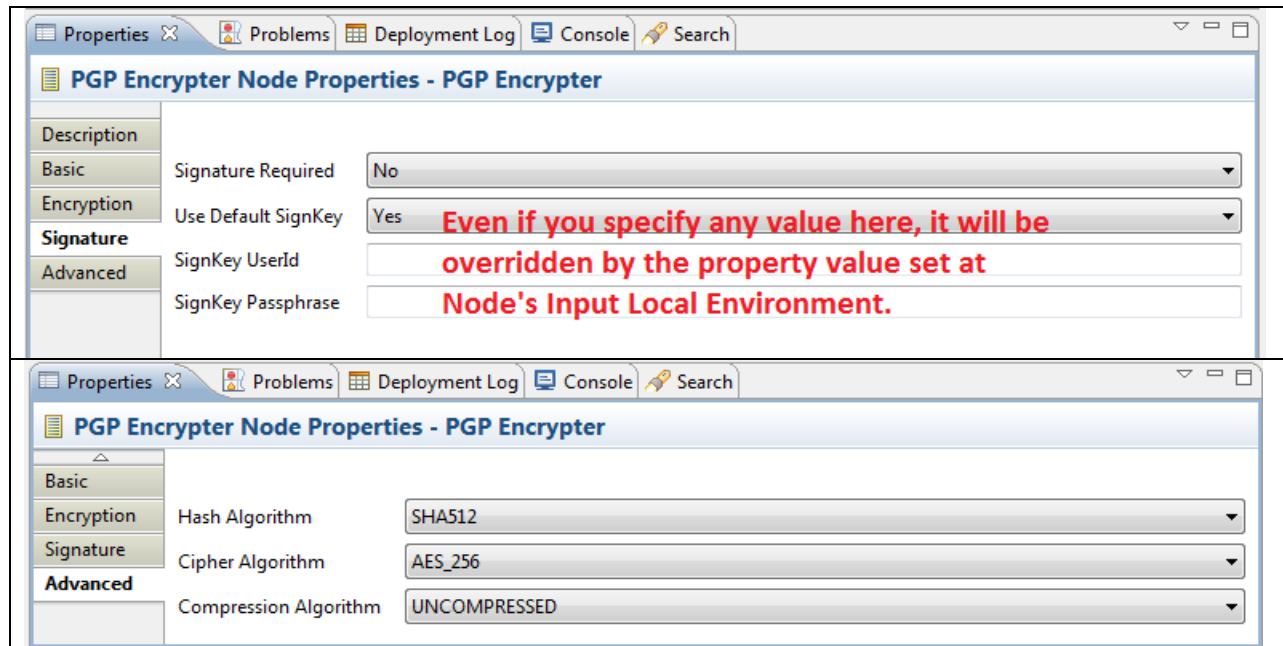 Properties Problems Deployment Log Console Search
PGP Encrypter Node Properties - PGP Encrypter
Description
Basic
Encryption
Signature
Advanced
Signature Required No
Use Default SignKey Yes
SignKey UserId
SignKey Passphrase
Even if you specify any value here, it will be
overridden by the property value set at
Node's Input Local Environment.
Properties Problems Deployment Log Console Search
PGP Encrypter Node Properties - PGP Encrypter
Basic
Encryption
Signature
Advanced
Hash Algorithm SHA512
Cipher Algorithm AES_256
Compression Algorithm UNCOMPRESSED